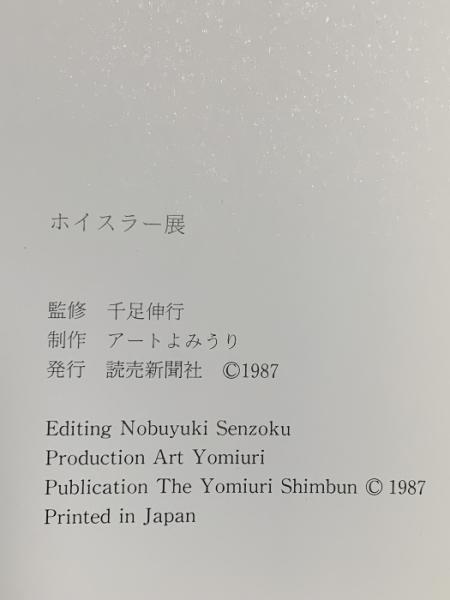 ホイスラー展
監修 千足伸行
制作 アートよみうり
発行 読売新聞社 ©1987
Editing Nobuyuki Senzoku
Production Art Yomiuri
Publication The Yomiuri Shimbun © 1987
Printed in Japan